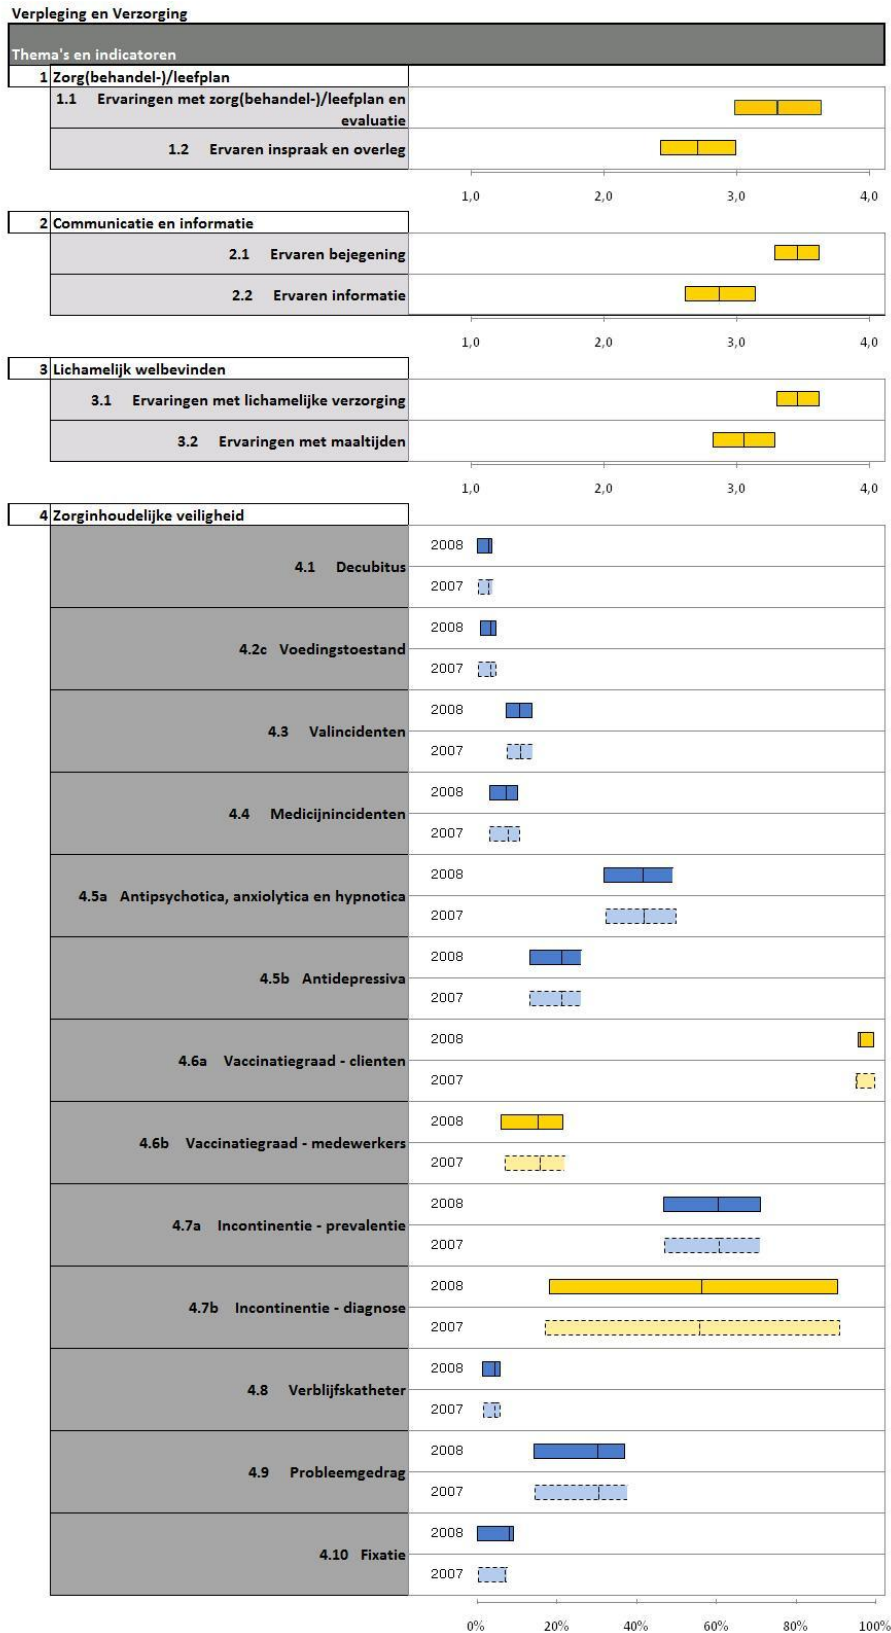 Verpleging en Verzorging
Thema's en indicatoren
1 Zorg(behandel-)/leefplan
1.1 Ervaringen met zorg(behandel-)/leefplan en
evaluatie
1.2 Ervaren inspraak en overleg
1,0 2,0 3,0 4,0
2 Communicatie en informatie
2.1 Ervaren bejegening
2.2 Ervaren informatie
1,0 2,0 3,0 4,0
3 Lichamelijk welbevinden
3.1 Ervaringen met lichamelijke verzorging
3.2 Ervaringen met maaltijden
1,0 2,0 3,0 4,0
4 Zorginhoudelijke veiligheid
2008
4.1 Decubitus
2007
2008
4.2c Voedingstoestand
2007
2008
4.3 Valincidenten
2007
2008
4.4 Medicijnincidenten
2007
2008
4.5a Antipsychotica, anxiolytica en hypnotica
2007
2008
4.5b Antidepressiva
2007
2008
4.6a Vaccinatiegraad - clienten
2007
2008
4.6b Vaccinatiegraad - medewerkers
2007
2008
4.7a Incontinentie - prevalentie
2007
2008
4.7b Incontinentie - diagnose
2007
2008
4.8 Verblijfskatheter
2007
2008
4.9 Probleemgedrag
2007
2008
4.10 Fixatie
2007
0% 20% 40% 60% 80% 100%